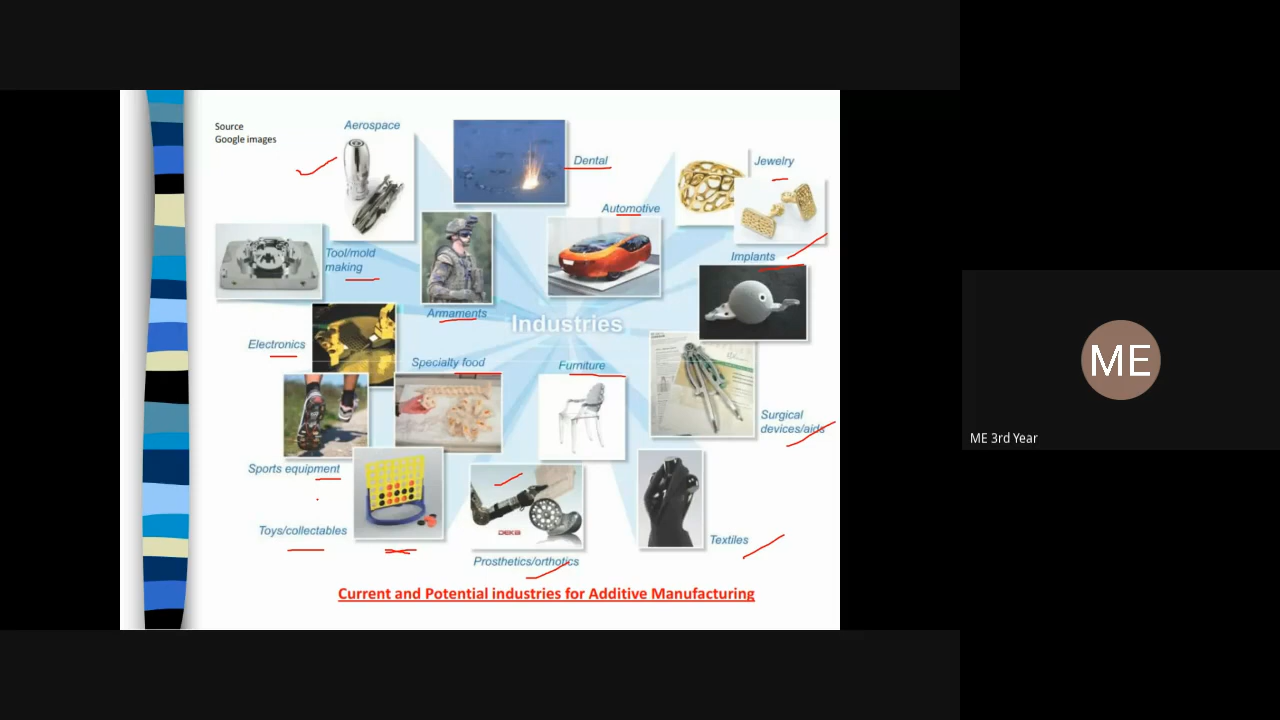 Source
Google images
Aerospace
Dental
Jewelry
Automotive
Tool/mold
making
Implants
Armaments
Industries
Electronics
Specialty food
Furniture
Surgical
devices/aids
Sports equipment
Toys/collectables
DEKA
Textiles
Prosthetics/orthotics
Current and Potential industries for Additive Manufacturing
ME
ME 3rd Year